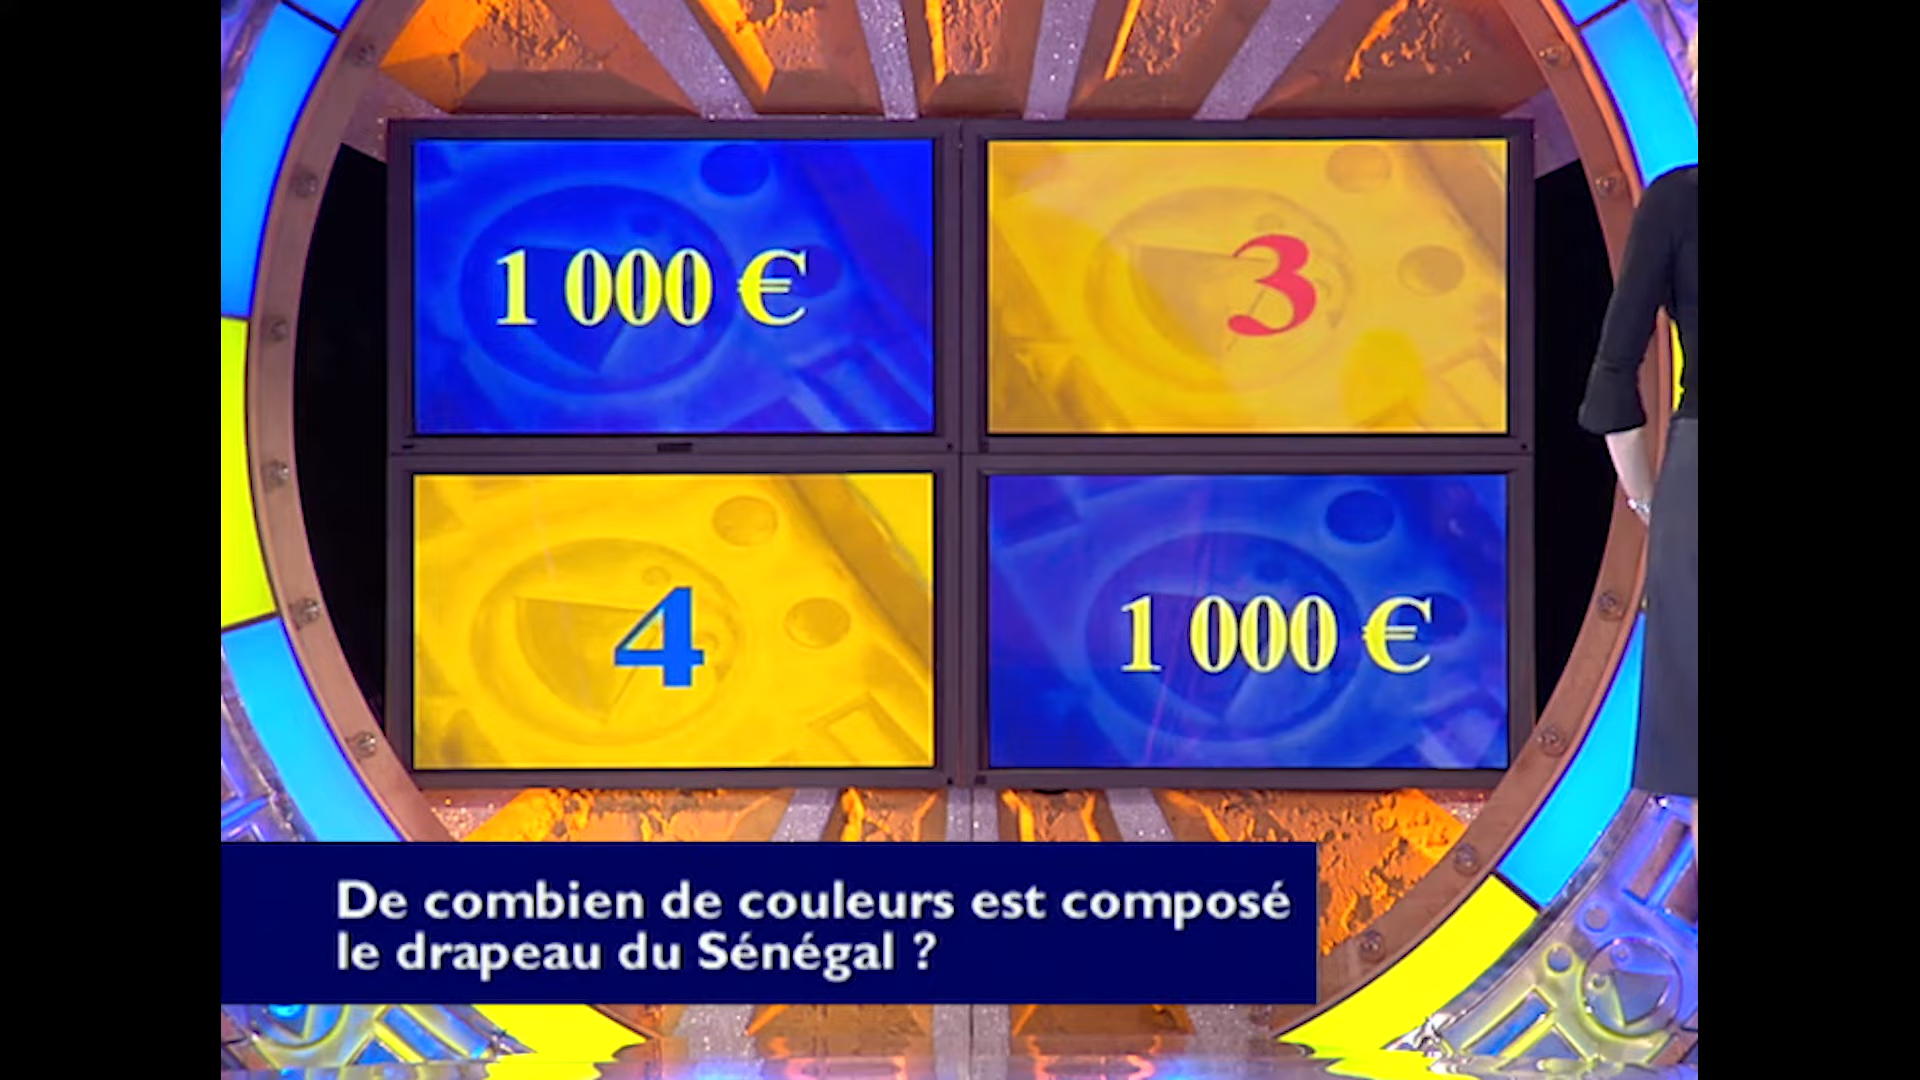 1 000 €
3
4
1 000 €
De combien de couleurs est composé
le drapeau du Sénégal ?